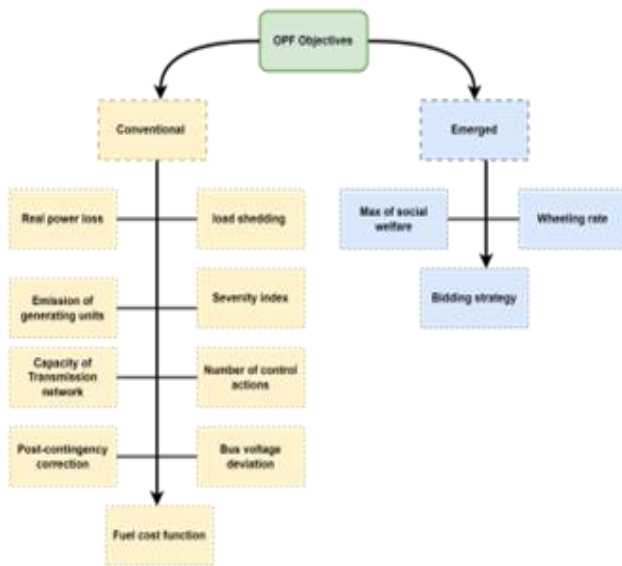 OPF Objectives
Conventional
Emerged
Real power loss
load shedding
Max of social
welfare
Wheeling rate
Emission of
generating units
Severity index
Bidding strategy
Capacity of
Transmission
network
Number of control
actions
Post-contingency
correction
Bus voltage
deviation
Fuel cost function